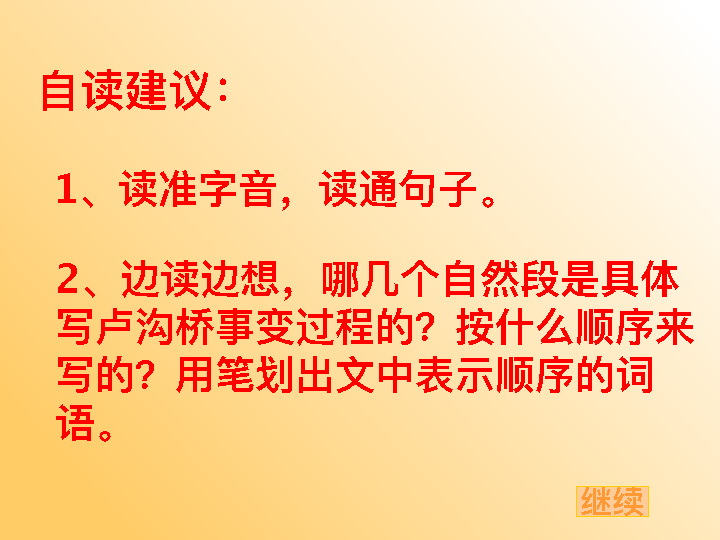 自读建议：
1、读准字音，读通句子。
2、边读边想，哪几个自然段是具体
写卢沟桥事变过程的？按什么顺序来
写的？用笔划出文中表示顺序的词
语。
继续